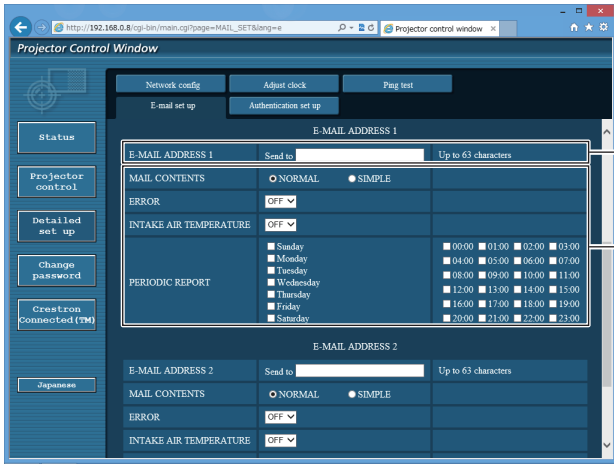 http://192.168.0.8/cgi-bin/main.cgi?page=MAIL_SET&lang=e
Projector control window
Projector Control Window
Network config
Adjust clock
Ping test
E-mail set up
Authentication set up
Status
Projector control
Detailed set up
Change password
Crestron Connected(TM)
Japanese
E-MAIL ADDRESS 1
E-MAIL ADDRESS 1 Send to Up to 63 characters
MAIL CONTENTS NORMAL SIMPLE
ERROR OFF
INTAKE AIR TEMPERATURE OFF
PERIODIC REPORT
Sunday
Monday
Tuesday
Wednesday
Thursday
Friday
Saturday
00:00 01:00 02:00 03:00
04:00 05:00 06:00 07:00
08:00 09:00 10:00 11:00
12:00 13:00 14:00 15:00
16:00 17:00 18:00 19:00
20:00 21:00 22:00 23:00
E-MAIL ADDRESS 2
E-MAIL ADDRESS 2 Send to Up to 63 characters
MAIL CONTENTS NORMAL SIMPLE
ERROR OFF
INTAKE AIR TEMPERATURE OFF